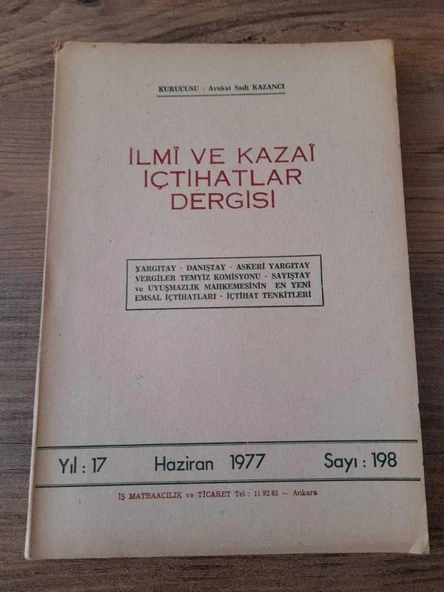 KURUCUSU : Avukat Sadi KAZANCI
İLMÎ VE KAZAÎ
İÇTİHATLAR
DERGİSİ
YARGITAY - DANIŞTAY - ASKERİ YARGITAY
VERGİLER TEMYİZ KOMİSYONU - SAYIŞTAY
ve UYUŞMAZLIK MAHKEMESİNİN EN YENİ
EMSAL İÇTİHATLARI - İÇTİHAT TENKİTLERİ
Yıl : 17 Haziran 1977 Sayı : 198
İŞ MATBAACILIK ve TİCARET Tel : 11 92 81 — Ankara